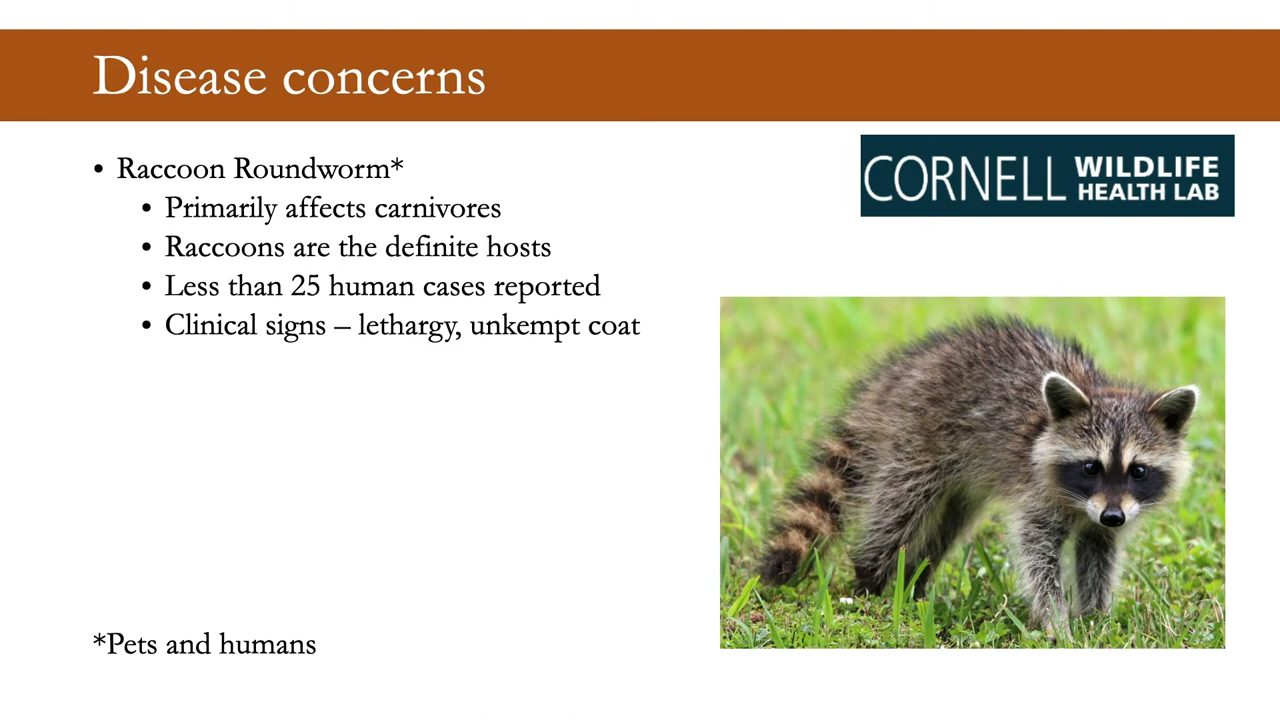 Disease concerns
• Raccoon Roundworm*
• Primarily affects carnivores
• Raccoons are the definite hosts
• Less than 25 human cases reported
• Clinical signs – lethargy, unkempt coat
CORNELL WILDLIFE HEALTH LAB
*Pets and humans